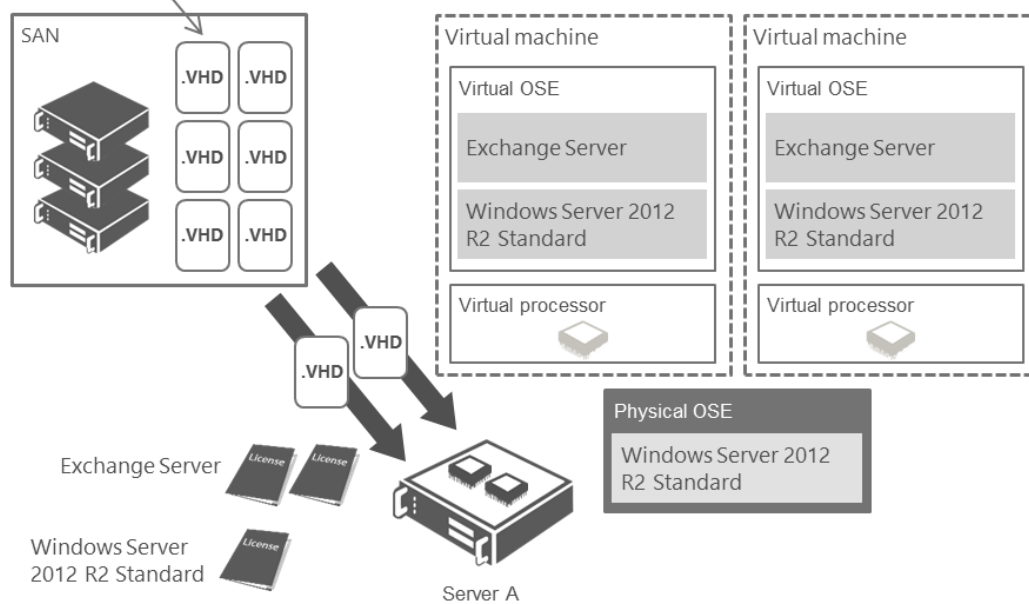 SAN
.VHD
.VHD
.VHD
.VHD
.VHD
.VHD
.VHD
.VHD
Virtual machine
Virtual OSE
Exchange Server
Windows Server 2012
R2 Standard
Virtual processor
Virtual machine
Virtual OSE
Exchange Server
Windows Server 2012
R2 Standard
Virtual processor
Physical OSE
Windows Server 2012
R2 Standard
Exchange Server
License
License
Windows Server
2012 R2 Standard
License
Server A